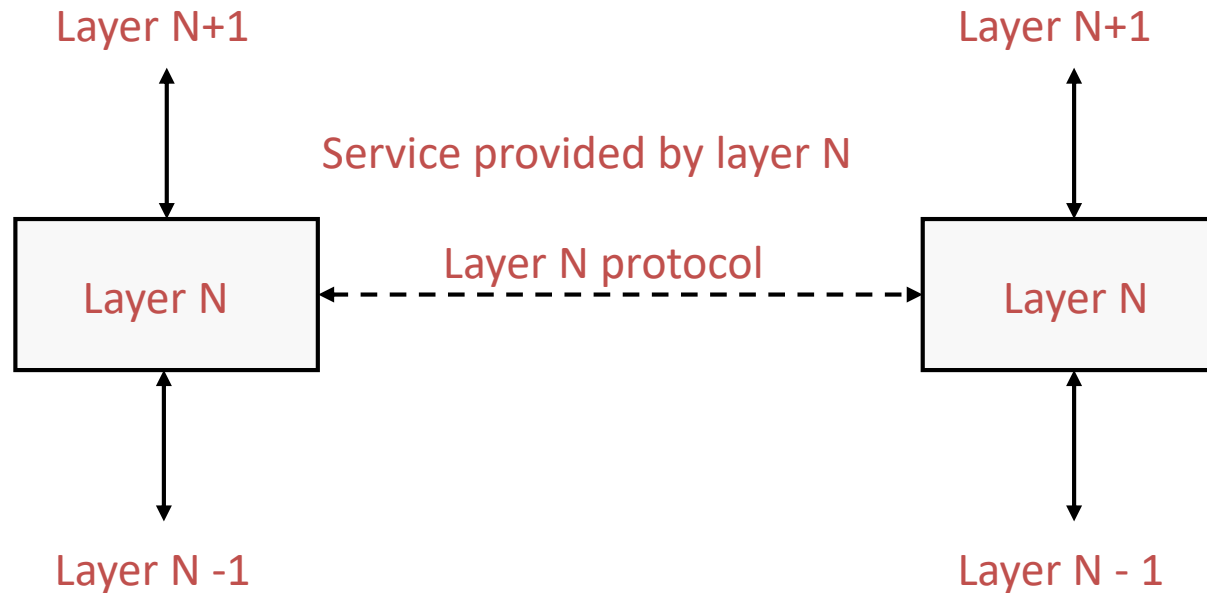 Layer N+1
Layer N+1
Service provided by layer N
Layer N protocol
Layer N
Layer N
Layer N -1
Layer N - 1